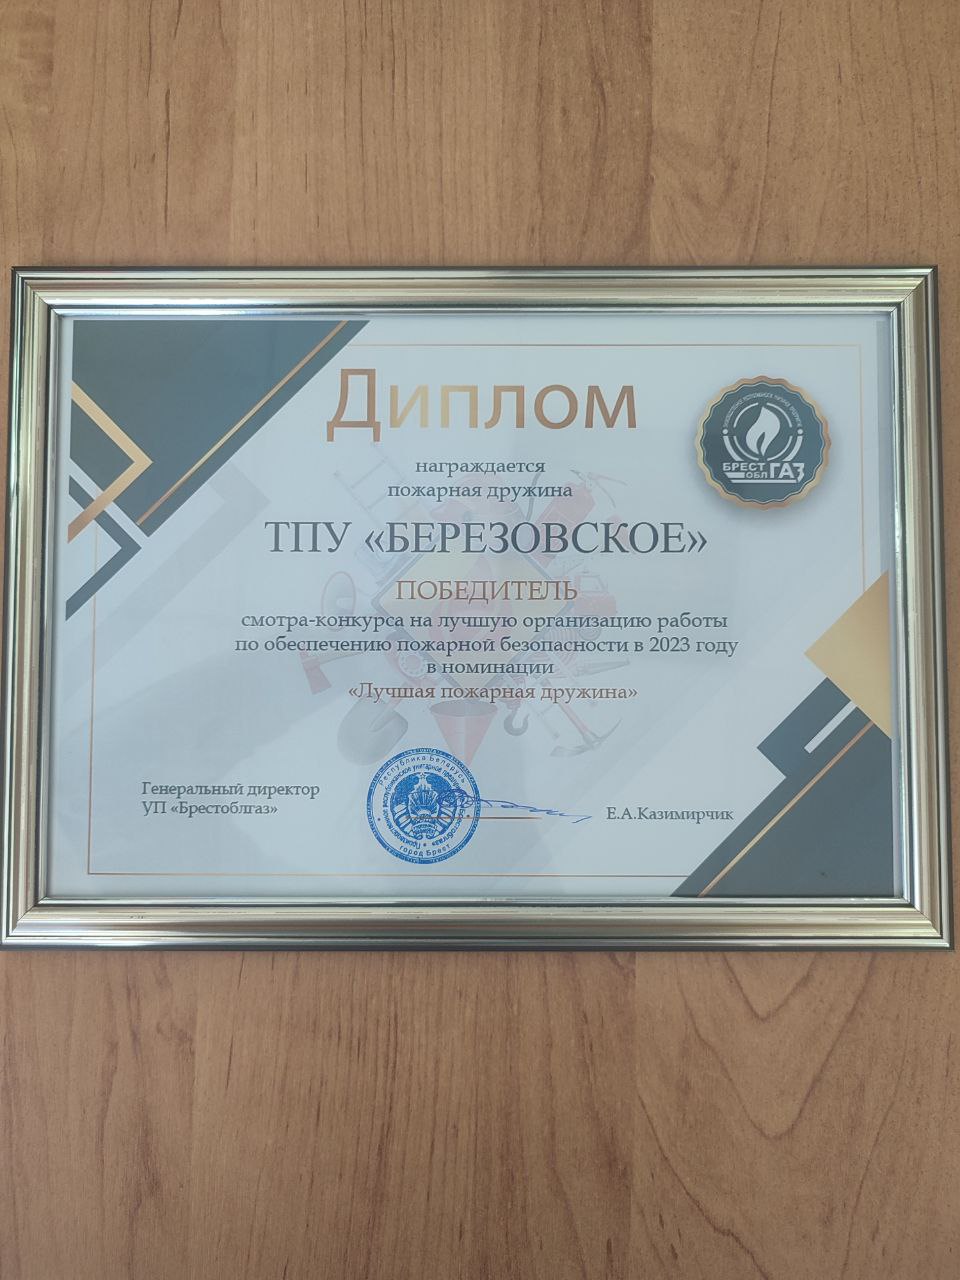 Диплом
БРЕСТ
ОБЛ
ГАЗ
награждается
пожарная дружина
ТПУ «БЕРЕЗОВСКОЕ»
ПОБЕДИТЕЛЬ
смотра-конкурса на лучшую организацию работы
по обеспечению пожарной безопасности в 2023 году
в номинации
«Лучшая пожарная дружина»
Генеральный директор
УП «Брестоблгаз»
Республика Беларусь
город Брест
Е.А.Казимирчик